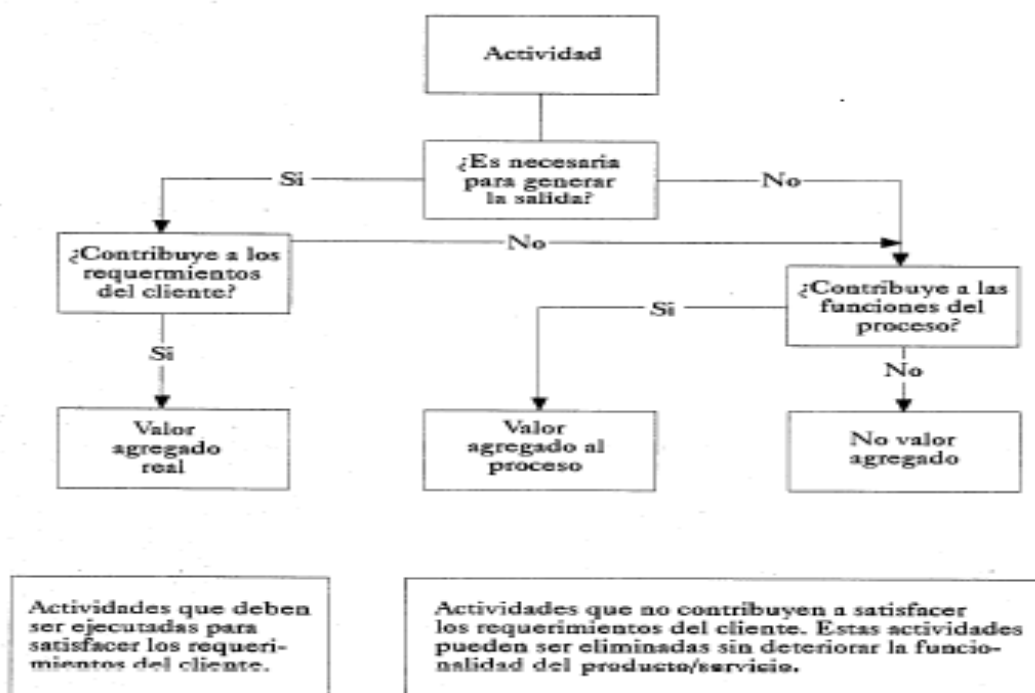 Actividad
¿Es necesaria
para generar
la salida?
Si
No
¿Contribuye a los
requermientos
del cliente?
No
¿Contribuye a las
funciones del
proceso?
Si
Si
No
Valor
agregado
real
Valor
agregado al
proceso
No valor
agregado
Actividades que deben
ser ejecutadas para
satisfacer los requeri-
mientos del cliente.
Actividades que no contribuyen a satisfacer
los requerimientos del cliente. Estas actividades
pueden ser eliminadas sin deteriorar la funcio-
nalidad del producto/servicio.